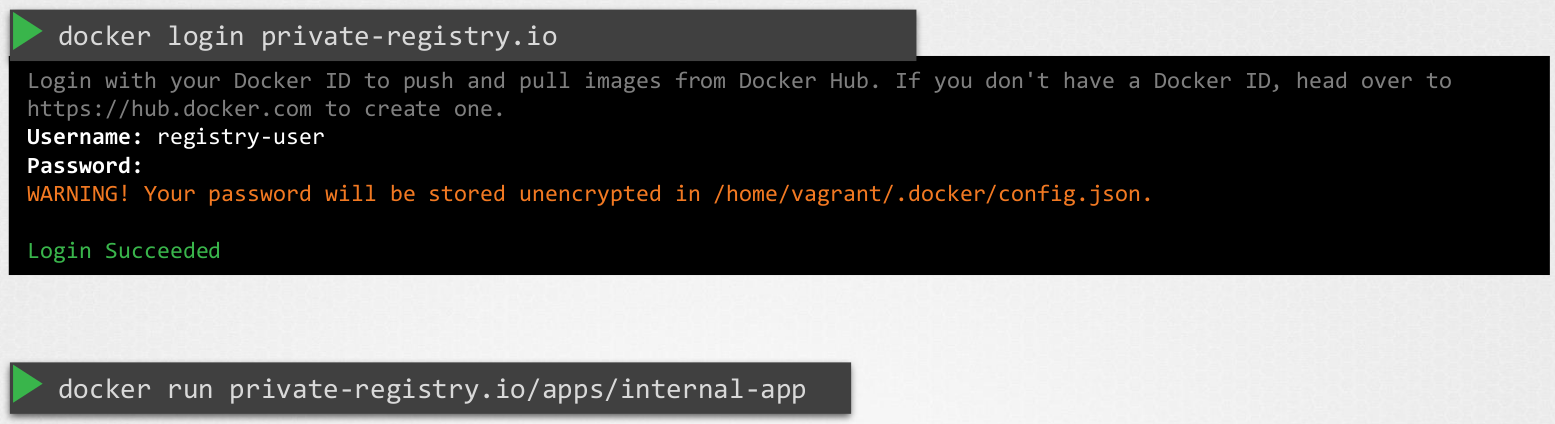 docker login private-registry.io
Login with your Docker ID to push and pull images from Docker Hub. If you don't have a Docker ID, head over to
https://hub.docker.com to create one.
Username: registry-user
Password:
WARNING! Your password will be stored unencrypted in /home/vagrant/.docker/config.json.
Login Succeeded
docker run private-registry.io/apps/internal-app